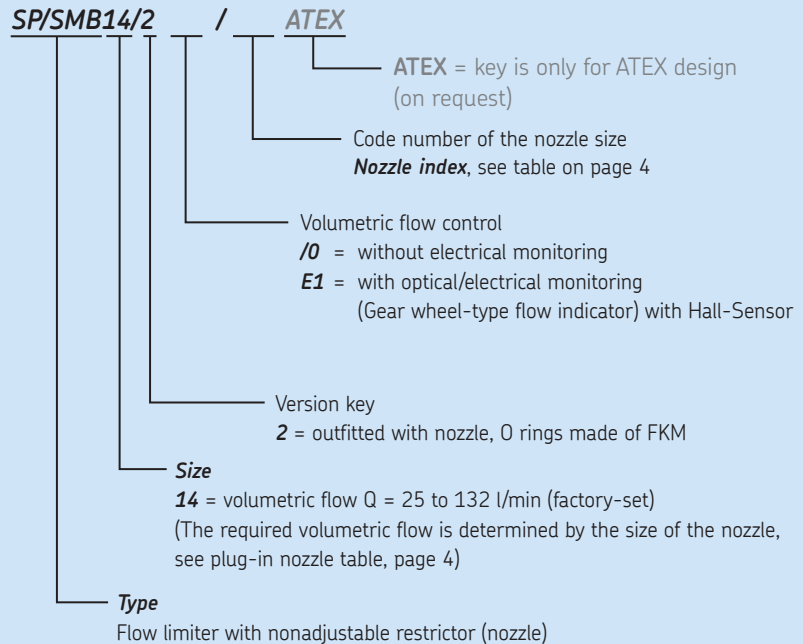 SP/SMB14/2 / ATEX
ATEX = key is only for ATEX design
(on request)
Code number of the nozzle size
Nozzle index, see table on page 4
Volumetric flow control
/0 = without electrical monitoring
E1 = with optical/electrical monitoring
(Gear wheel-type flow indicator) with Hall-Sensor
Version key
2 = outfitted with nozzle, O rings made of FKM
Size
14 = volumetric flow Q = 25 to 132 l/min (factory-set)
(The required volumetric flow is determined by the size of the nozzle,
see plug-in nozzle table, page 4)
Type
Flow limiter with nonadjustable restrictor (nozzle)